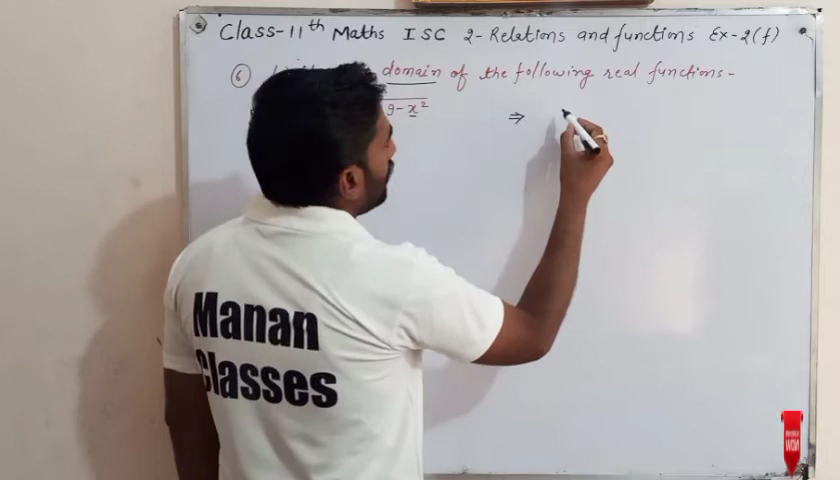 Class-11th Maths ISC 2-Relations and functions Ex-2(f)
6 domain of the following real functions-
9-x² ⇒
Manan
Classes